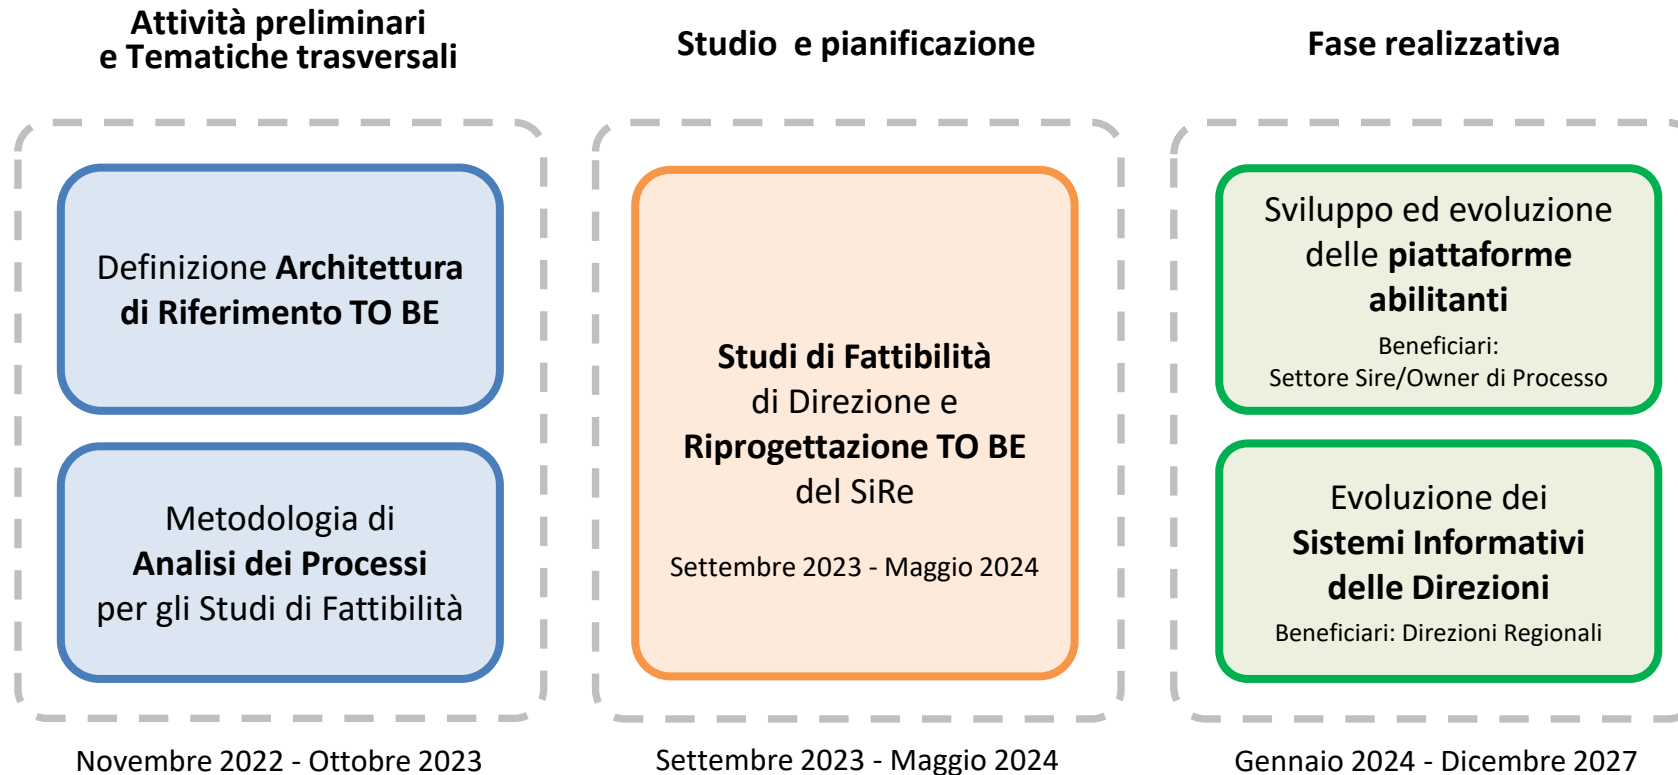 Attività preliminari
e Tematiche trasversali
Definizione Architettura
di Riferimento TO BE
Metodologia di
Analisi dei Processi
per gli Studi di Fattibilità
Novembre 2022 - Ottobre 2023
Studio e pianificazione
Studi di Fattibilità
di Direzione e
Riprogettazione TO BE
del SiRe
Settembre 2023 - Maggio 2024
Settembre 2023 - Maggio 2024
Fase realizzativa
Sviluppo ed evoluzione
delle piattaforme
abilitanti
Beneficiari:
Settore Sire/Owner di Processo
Evoluzione dei
Sistemi Informativi
delle Direzioni
Beneficiari: Direzioni Regionali
Gennaio 2024 - Dicembre 2027